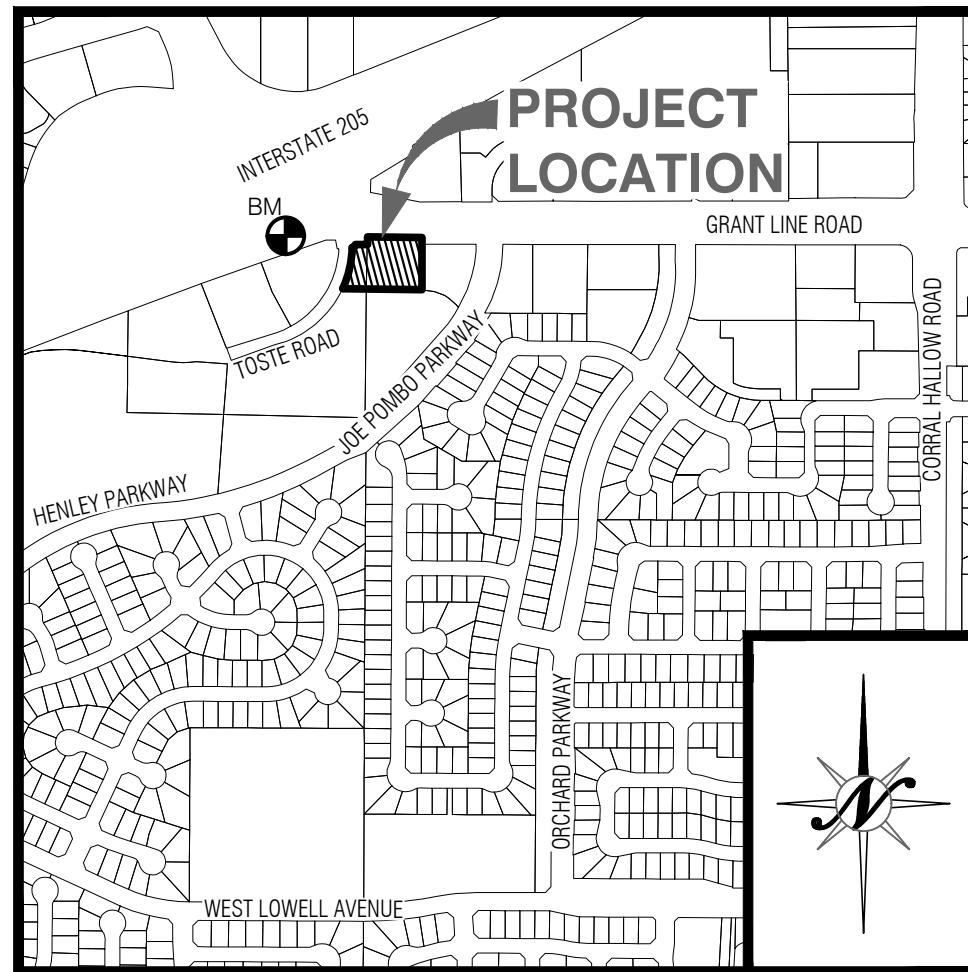 PROJECT
LOCATION
INTERSTATE 205
BM
GRANT LINE ROAD
TOSTE ROAD
JOE POMBO PARKWAY
CORRAL HALLOW ROAD
HENLEY PARKWAY
ORCHARD PARKWAY
WEST LOWELL AVENUE
N